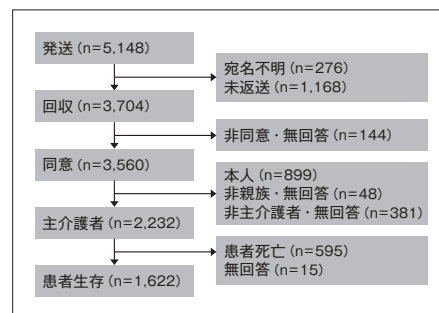 発送（n=5,148）
宛名不明（n=276）
未返送（n=1,168）
回収（n=3,704）
非同意・無回答（n=144）
同意（n=3,560）
本人（n=899）
非親族・無回答（n=48）
非主介護者・無回答（n=381）
主介護者（n=2,232）
患者死亡（n=595）
無回答（n=15）
患者生存（n=1,622）